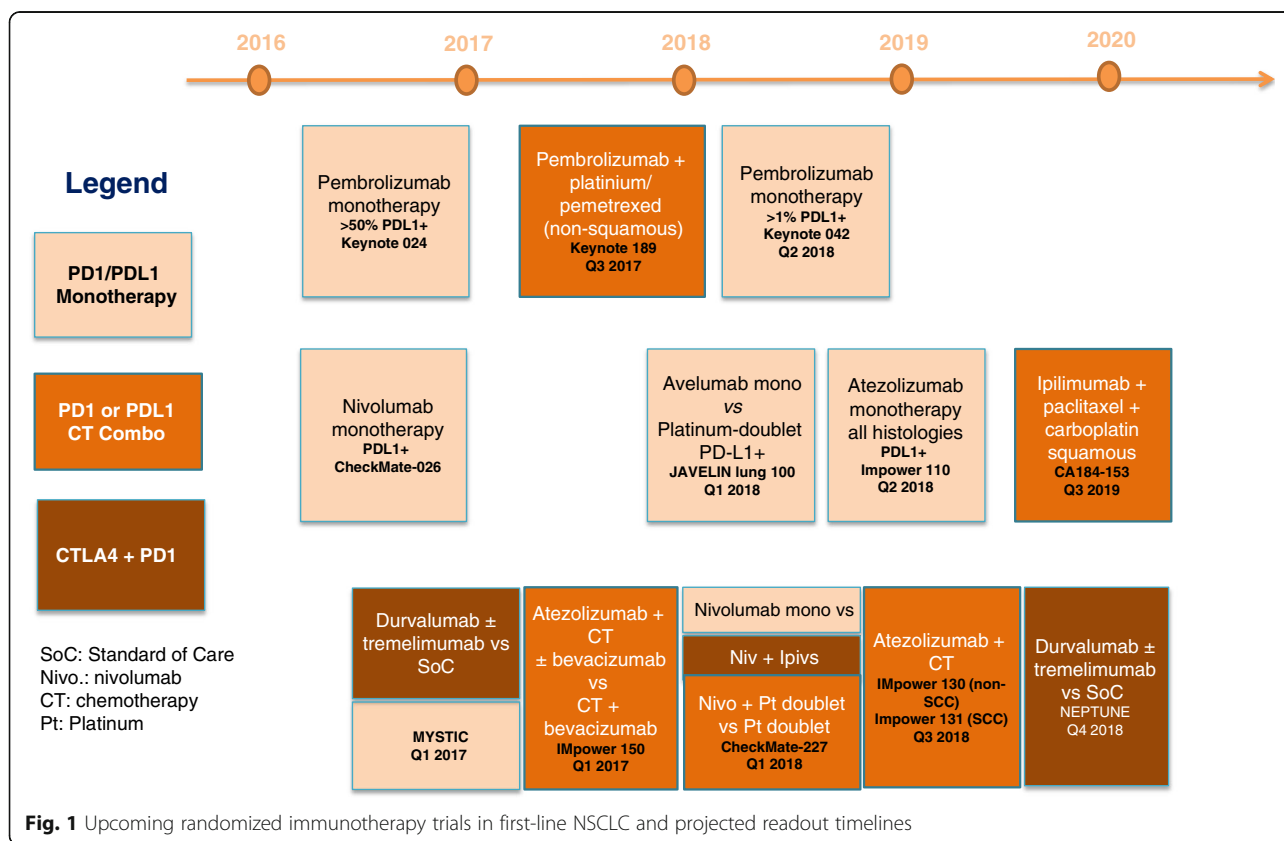 2016
2017
2018
2019
2020
Legend
PD1/PDL1
Monotherapy
PD1 or PDL1
CT Combo
CTLA4 + PD1
SoC: Standard of Care
Nivo.: nivolumab
CT: chemotherapy
Pt: Platinum
Pembrolizumab
monotherapy
>50% PDL1+
Keynote 024
Pembrolizumab +
platinium/
pemetrexed
(non-squamous)
Keynote 189
Q3 2017
Pembrolizumab
monotherapy
>1% PDL1+
Keynote 042
Q2 2018
Nivolumab
monotherapy
PDL1+
CheckMate-026
Avelumab mono
vs
Platinum-doublet
PD-L1+
JAVELIN lung 100
Q1 2018
Atezolizumab
monotherapy
all histologies
PDL1+
Impower 110
Q2 2018
Ipilimumab +
paclitaxel +
carboplatin
squamous
CA184-153
Q3 2019
Durvalumab ±
tremelimumab vs
SoC
MYSTIC
Q1 2017
Atezolizumab +
CT
± bevacizumab
vs
CT +
bevacizumab
IMpower 150
Q1 2017
Nivolumab mono vs
Niv + Ipivs
Nivo + Pt doublet
vs Pt doublet
CheckMate-227
Q1 2018
Atezolizumab +
CT
IMpower 130 (non-
SCC)
Impower 131 (SCC)
Q3 2018
Durvalumab ±
tremelimumab
vs SoC
NEPTUNE
Q4 2018
Fig. 1 Upcoming randomized immunotherapy trials in first-line NSCLC and projected readout timelines